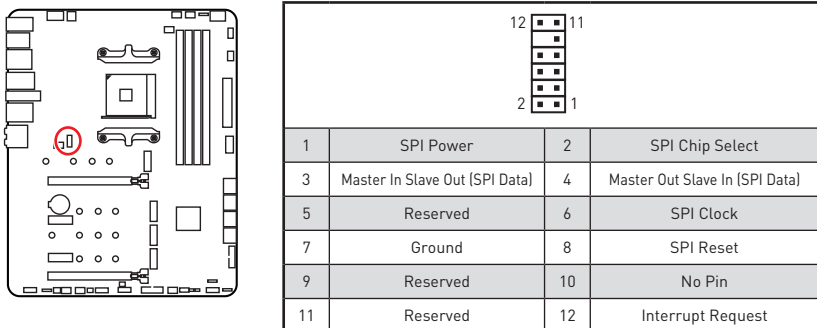 12 11
2 1
1 SPI Power 2 SPI Chip Select
3 Master In Slave Out (SPI Data) 4 Master Out Slave In (SPI Data)
5 Reserved 6 SPI Clock
7 Ground 8 SPI Reset
9 Reserved 10 No Pin
11 Reserved 12 Interrupt Request